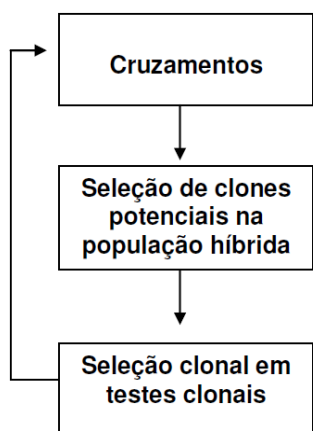 Cruzamentos
Seleção de clones
potenciais na
população híbrida
Seleção clonal em
testes clonais